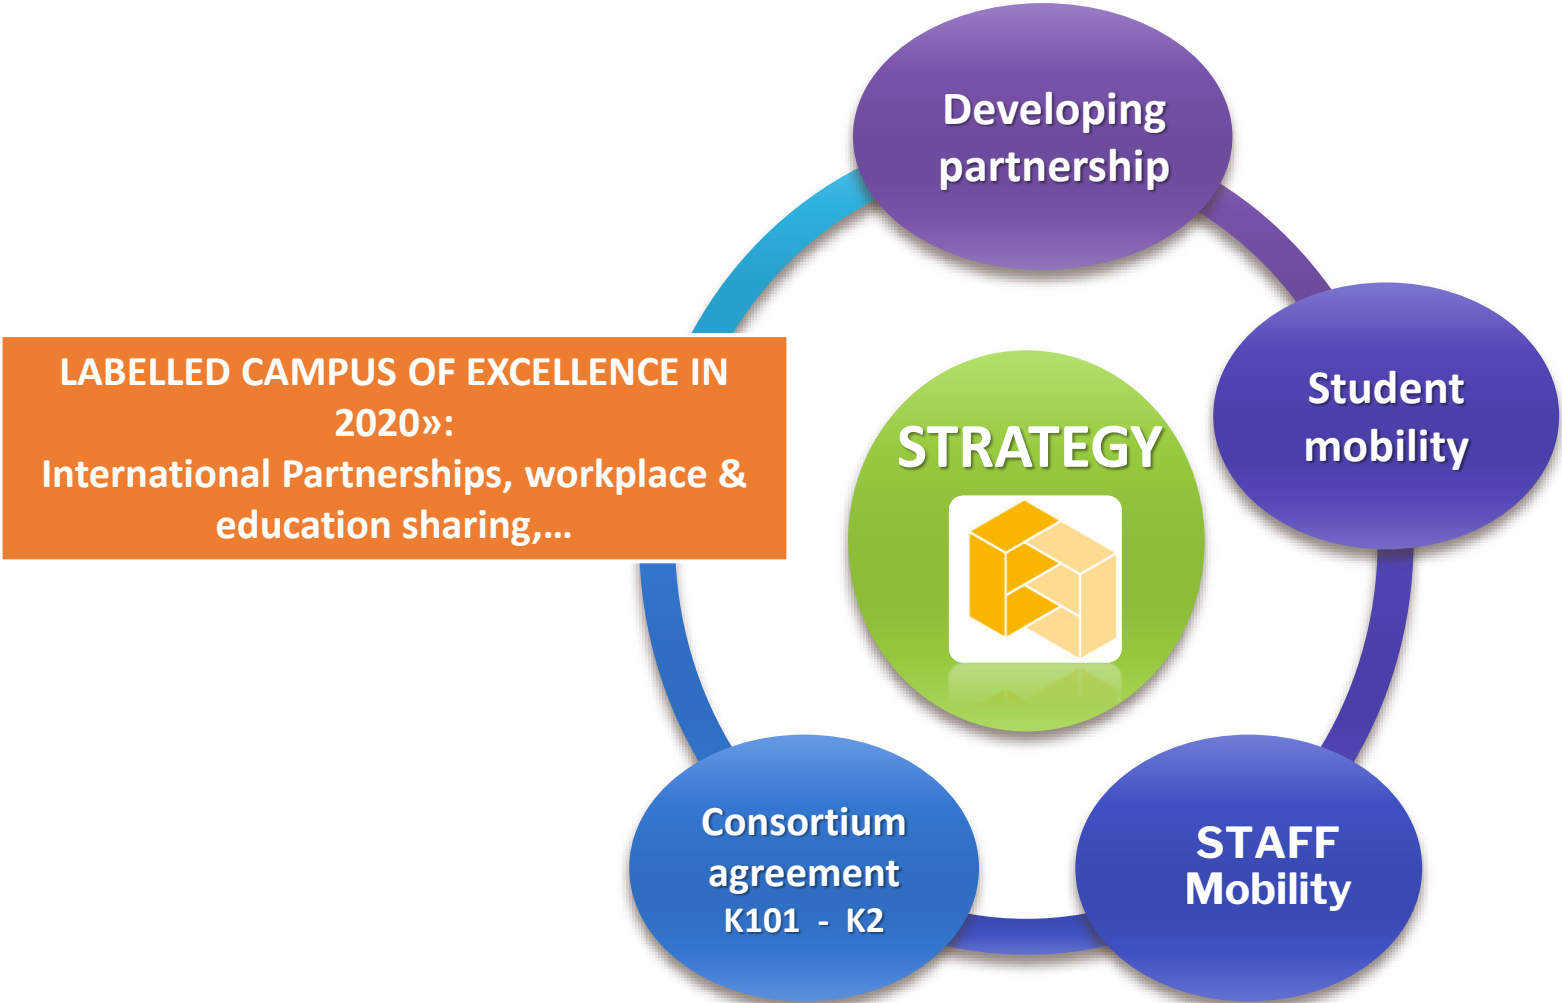 Developing
partnership
Student
mobility
STAFF
Mobility
Consortium
agreement
K101 - K2
LABELLED CAMPUS OF EXCELLENCE IN
2020»:
International Partnerships, workplace &
education sharing,...
STRATEGY